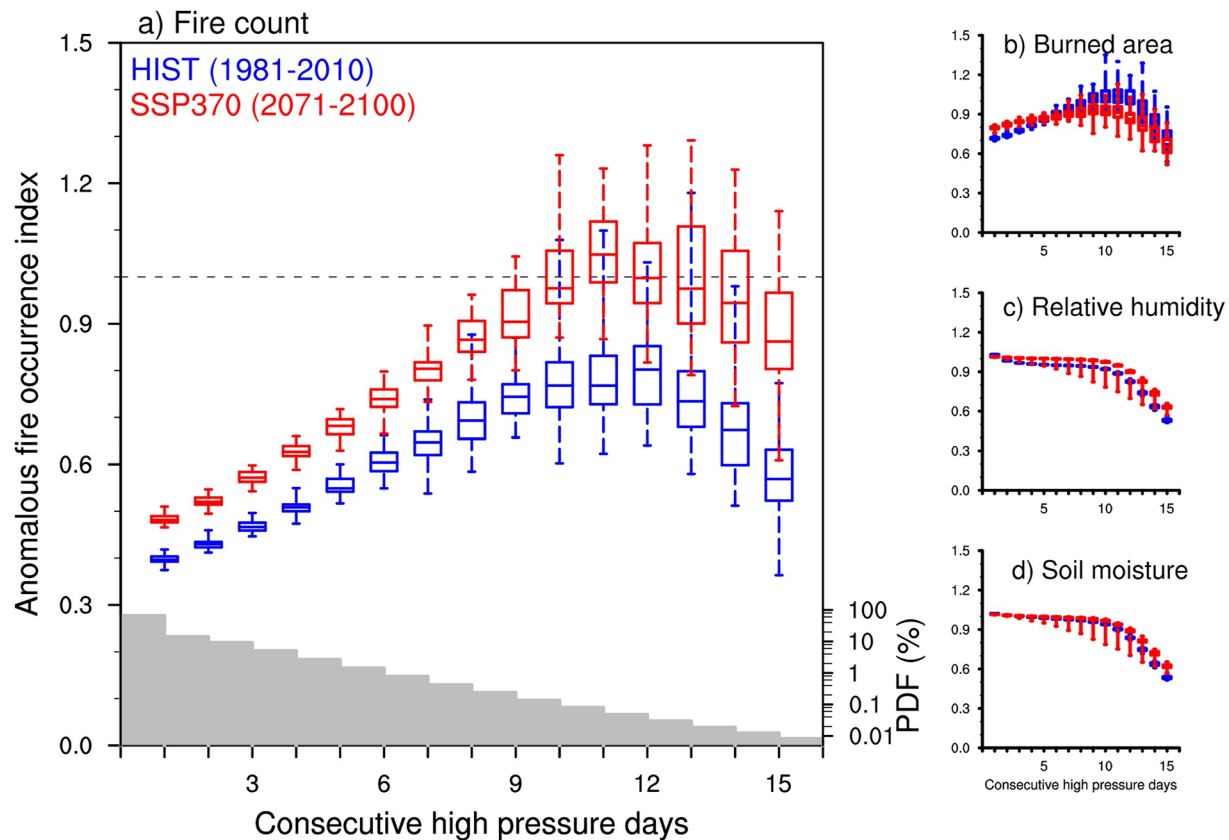 a) Fire count
HIST (1981-2010)
SSP370 (2071-2100)
Anomalous fire occurrence index
1.5
1.2
0.9
0.6
0.3
0.0
100
10
1
0.1
0.01
PDF (%)
3 6 9 12 15
Consecutive high pressure days
b) Burned area
1.5
1.2
0.9
0.6
0.3
0.0
5 10 15
c) Relative humidity
1.5
1.2
0.9
0.6
0.3
0.0
5 10 15
d) Soil moisture
1.5
1.2
0.9
0.6
0.3
0.0
5 10 15
Consecutive high pressure days